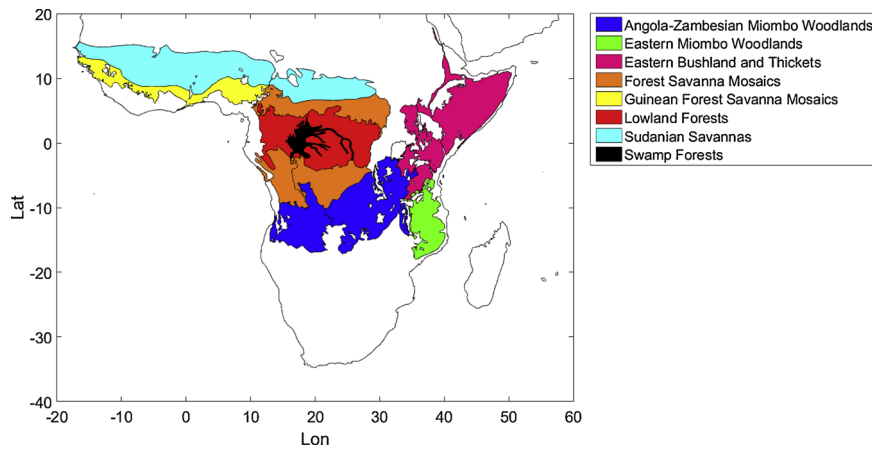 Lat
20
10
0
-10
-20
-30
-40
Lat
-20
-10
0
10
20
30
40
50
60
Lon
Angola-Zambesian Miombo Woodlands
Eastern Miombo Woodlands
Eastern Bushland and Thickets
Forest Savanna Mosaics
Guinean Forest Savanna Mosaics
Lowland Forests
Sudanian Savannas
Swamp Forests